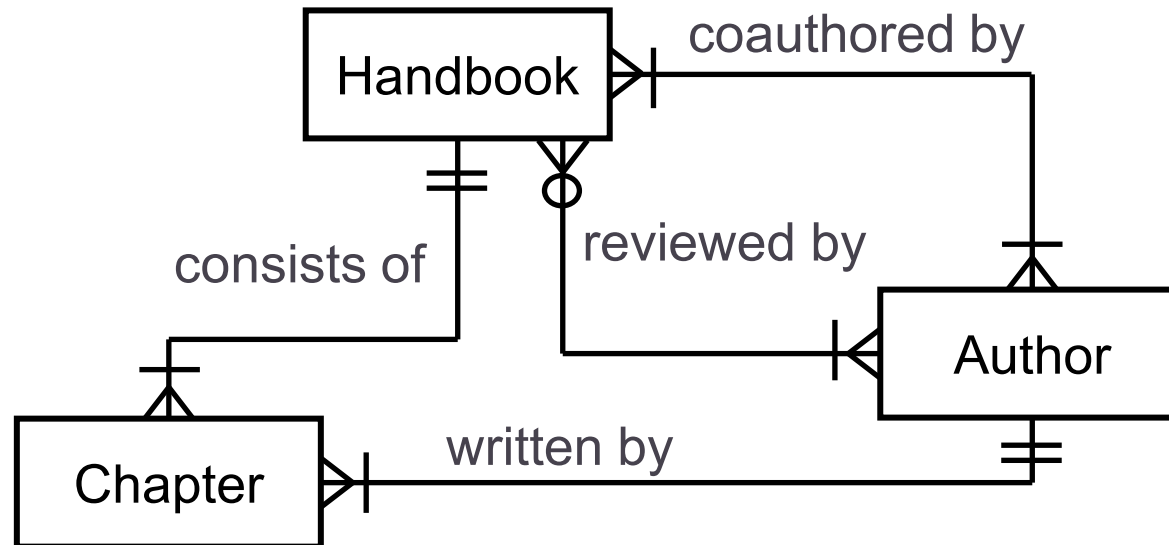 coauthored by
Handbook
reviewed by
consists of
Author
written by
Chapter